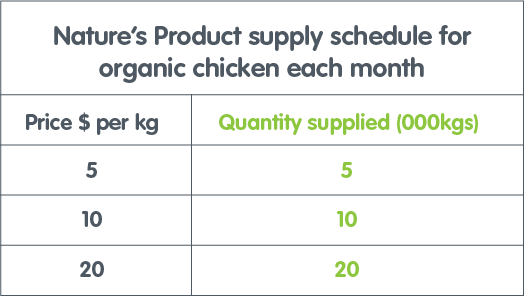 Nature's Product supply schedule for
organic chicken each month
Price $ per kg Quantity supplied (000kgs)
5 5
10 10
20 20